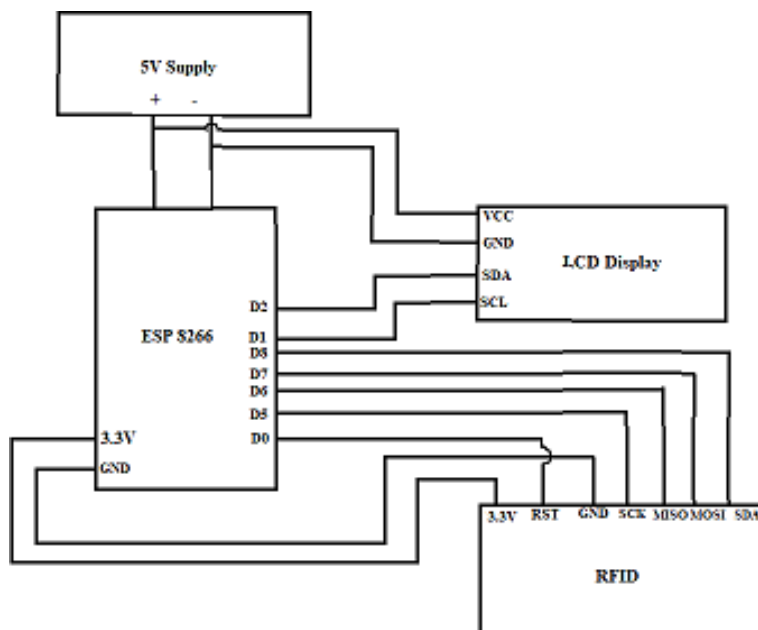 5V Supply
+ -
VCC
GND
LCD Display
SDA
SCL
D2
ESP 8266
D1
D8
D7
D6
D5
3.3V
D0
GND
3.3V RST GND SCK MISO MOSI SDA
RFID